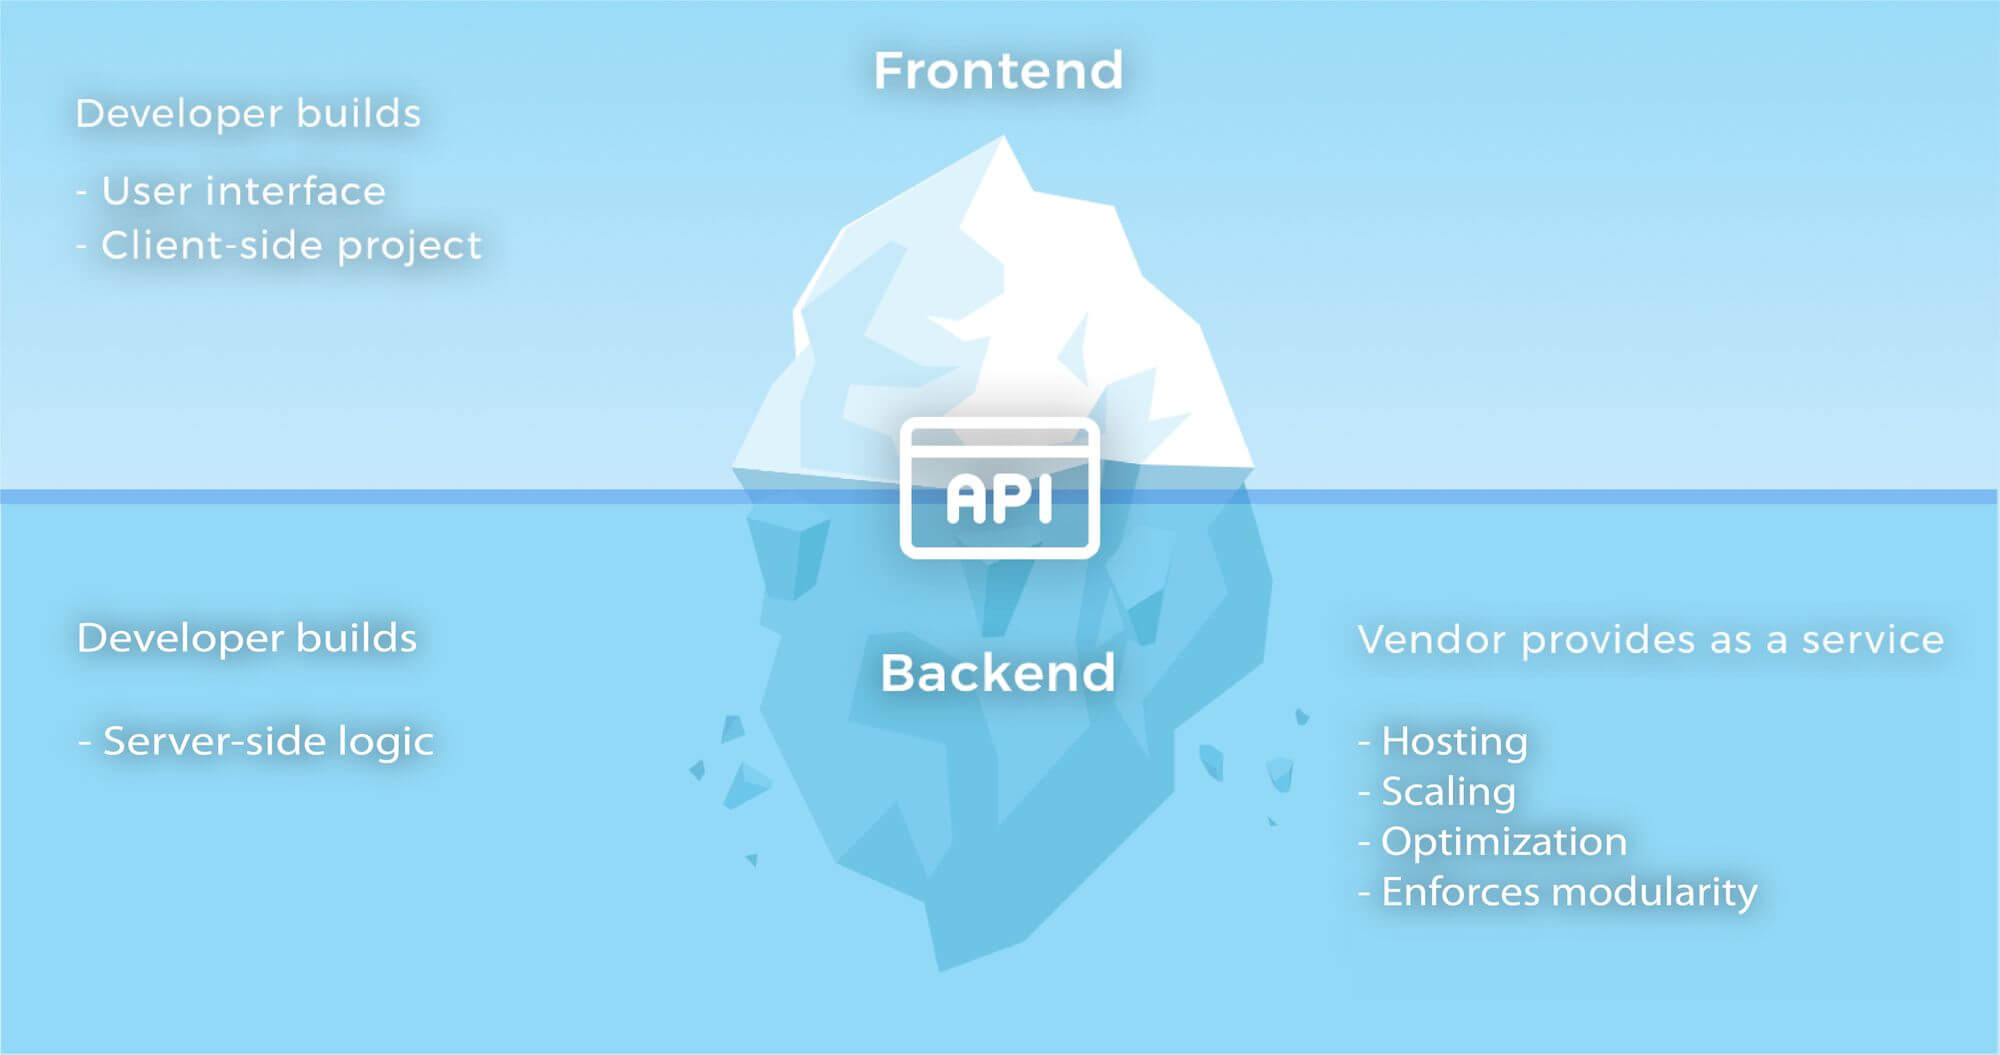 Frontend
Developer builds
- User interface
- Client-side project
API
Developer builds
- Server-side logic
Backend
Vendor provides as a service
- Hosting
- Scaling
- Optimization
- Enforces modularity